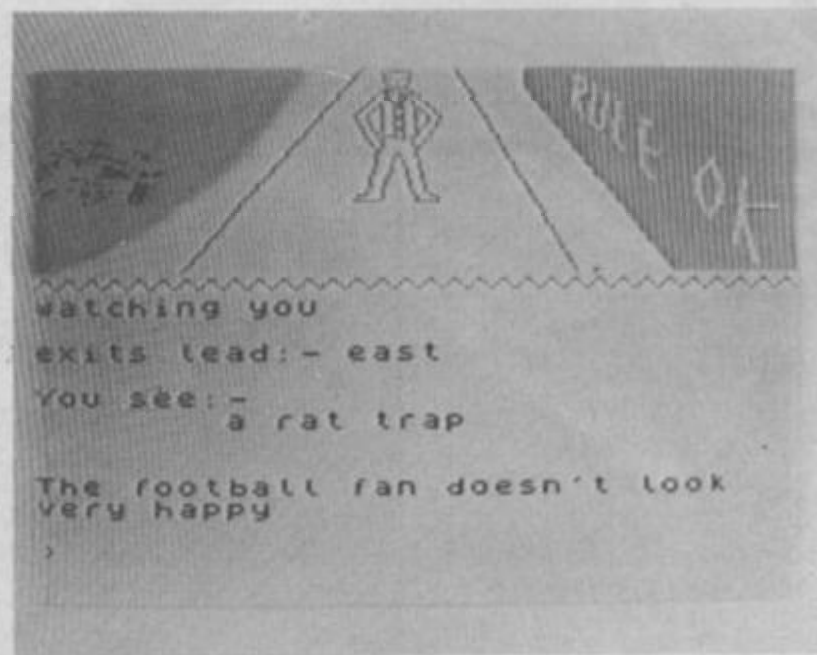 RULE OK
watching you
exits lead:- east
You see:-
a rat trap
The football fan doesn't look
very happy
>